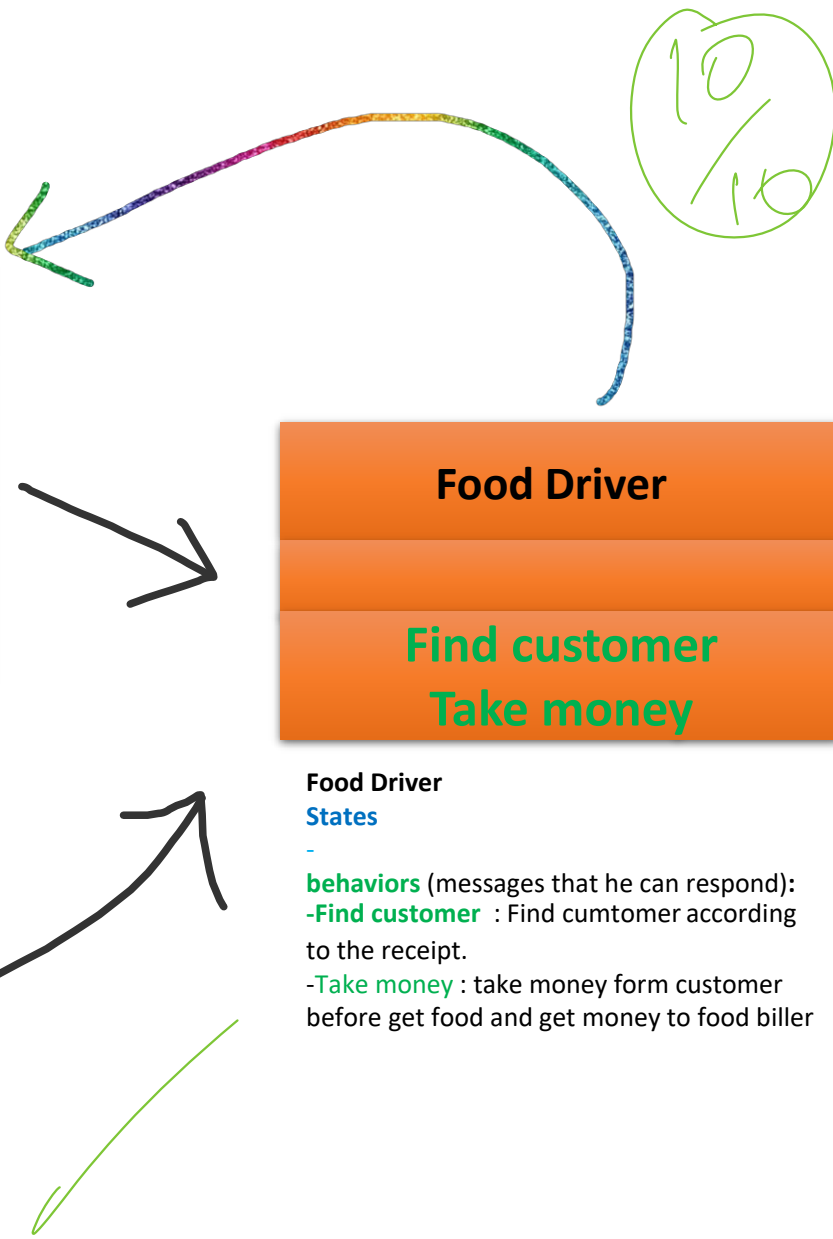 10/10
Food Driver
Find customer
Take money
Food Driver
States
-
behaviors (messages that he can respond):
-Find customer : Find cumtomer according
to the receipt.
-Take money : take money form customer
before get food and get money to food biller